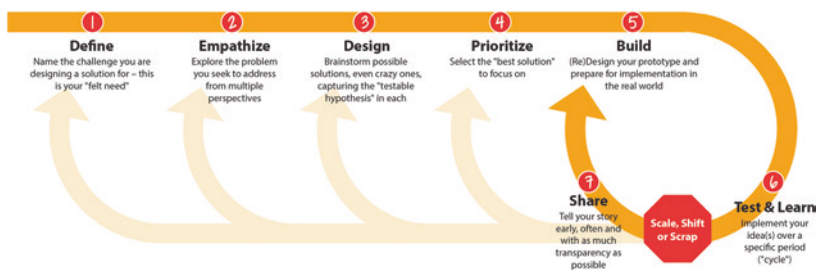 1
Define
Name the challenge you are
designing a solution for – this
is your "felt need"
2
Empathize
Explore the problem
you seek to address
from multiple
perspectives
3
Design
Brainstorm possible
solutions, even crazy ones,
capturing the "testable
hypothesis" in each
4
Prioritize
Select the "best solution"
to focus on
5
Build
(Re)Design your prototype and
prepare for implementation in
the real world
6
Test & Learn
Implement your
idea(s) over a
specific period
("cycle")
Scale, Shift
or Scrap
7
Share
Tell your story
early, often and
with as much
transparency as
possible